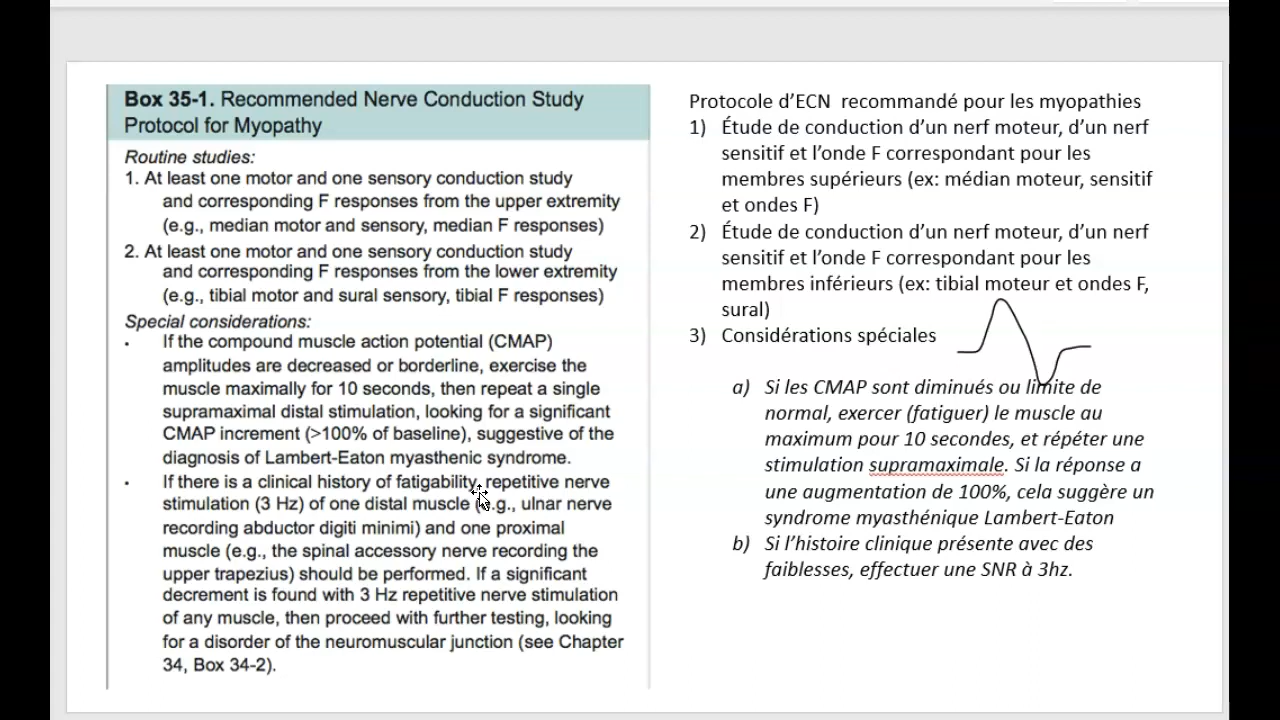 Box 35-1. Recommended Nerve Conduction Study
Protocol for Myopathy
Routine studies:
1. At least one motor and one sensory conduction study
and corresponding F responses from the upper extremity
(e.g., median motor and sensory, median F responses)
2. At least one motor and one sensory conduction study
and corresponding F responses from the lower extremity
(e.g., tibial motor and sural sensory, tibial F responses)
Special considerations:
· If the compound muscle action potential (CMAP)
amplitudes are decreased or borderline, exercise the
muscle maximally for 10 seconds, then repeat a single
supramaximal distal stimulation, looking for a significant
CMAP increment (>100% of baseline), suggestive of the
diagnosis of Lambert-Eaton myasthenic syndrome.
· If there is a clinical history of fatigability, repetitive nerve
stimulation (3 Hz) of one distal muscle (e.g., ulnar nerve
recording abductor digiti minimi) and one proximal
muscle (e.g., the spinal accessory nerve recording the
upper trapezius) should be performed. If a significant
decrement is found with 3 Hz repetitive nerve stimulation
of any muscle, then proceed with further testing, looking
for a disorder of the neuromuscular junction (see Chapter
34, Box 34-2).
Protocole d’ECN recommandé pour les myopathies
1) Étude de conduction d’un nerf moteur, d’un nerf
sensitif et l’onde F correspondant pour les
membres supérieurs (ex: médian moteur, sensitif
et ondes F)
2) Étude de conduction d’un nerf moteur, d’un nerf
sensitif et l’onde F correspondant pour les
membres inférieurs (ex: tibial moteur et ondes F,
sural)
3) Considérations spéciales
a) Si les CMAP sont diminués ou limite de
normal, exercer (fatiguer) le muscle au
maximum pour 10 secondes, et répéter une
stimulation supramaximale. Si la réponse a
une augmentation de 100%, cela suggère un
syndrome myasthénique Lambert-Eaton
b) Si l’histoire clinique présente avec des
faiblesses, effectuer une SNR à 3hz.